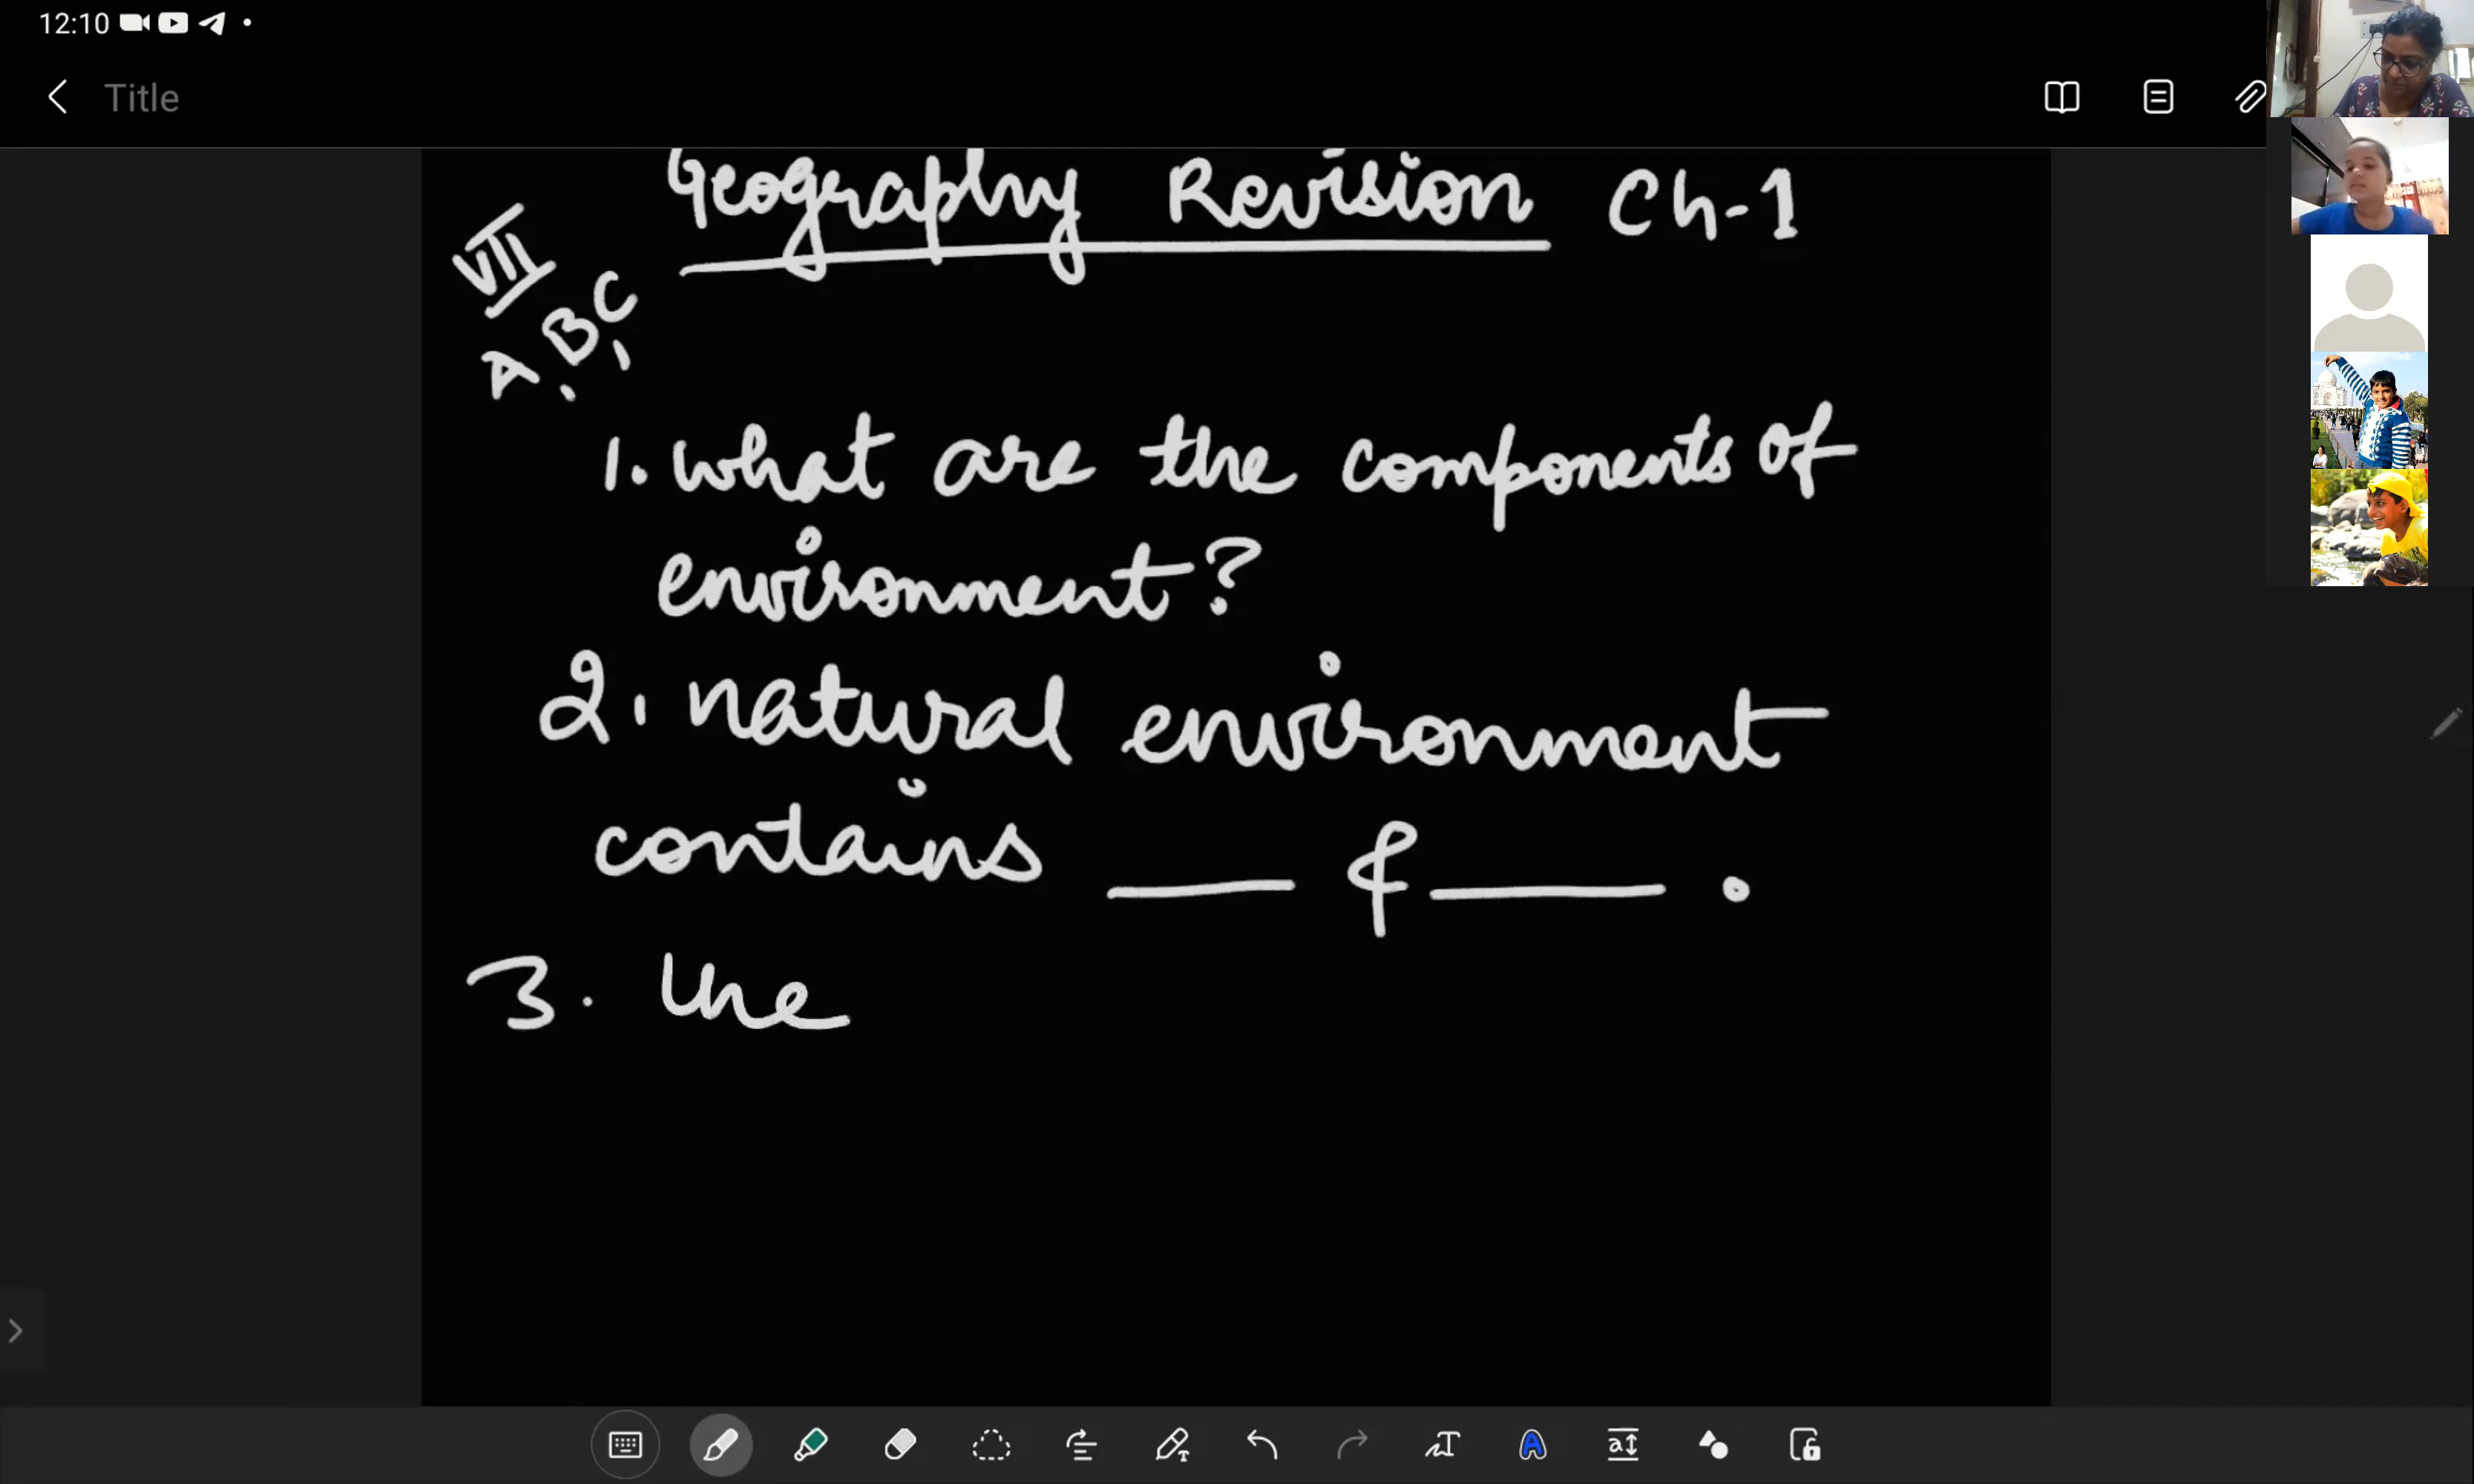 12:10
Title
Geography Revision Ch-1
VII
A, B, C
1. what are the components of
environment?
2. natural environment
contains ___ & ___ .
3. the